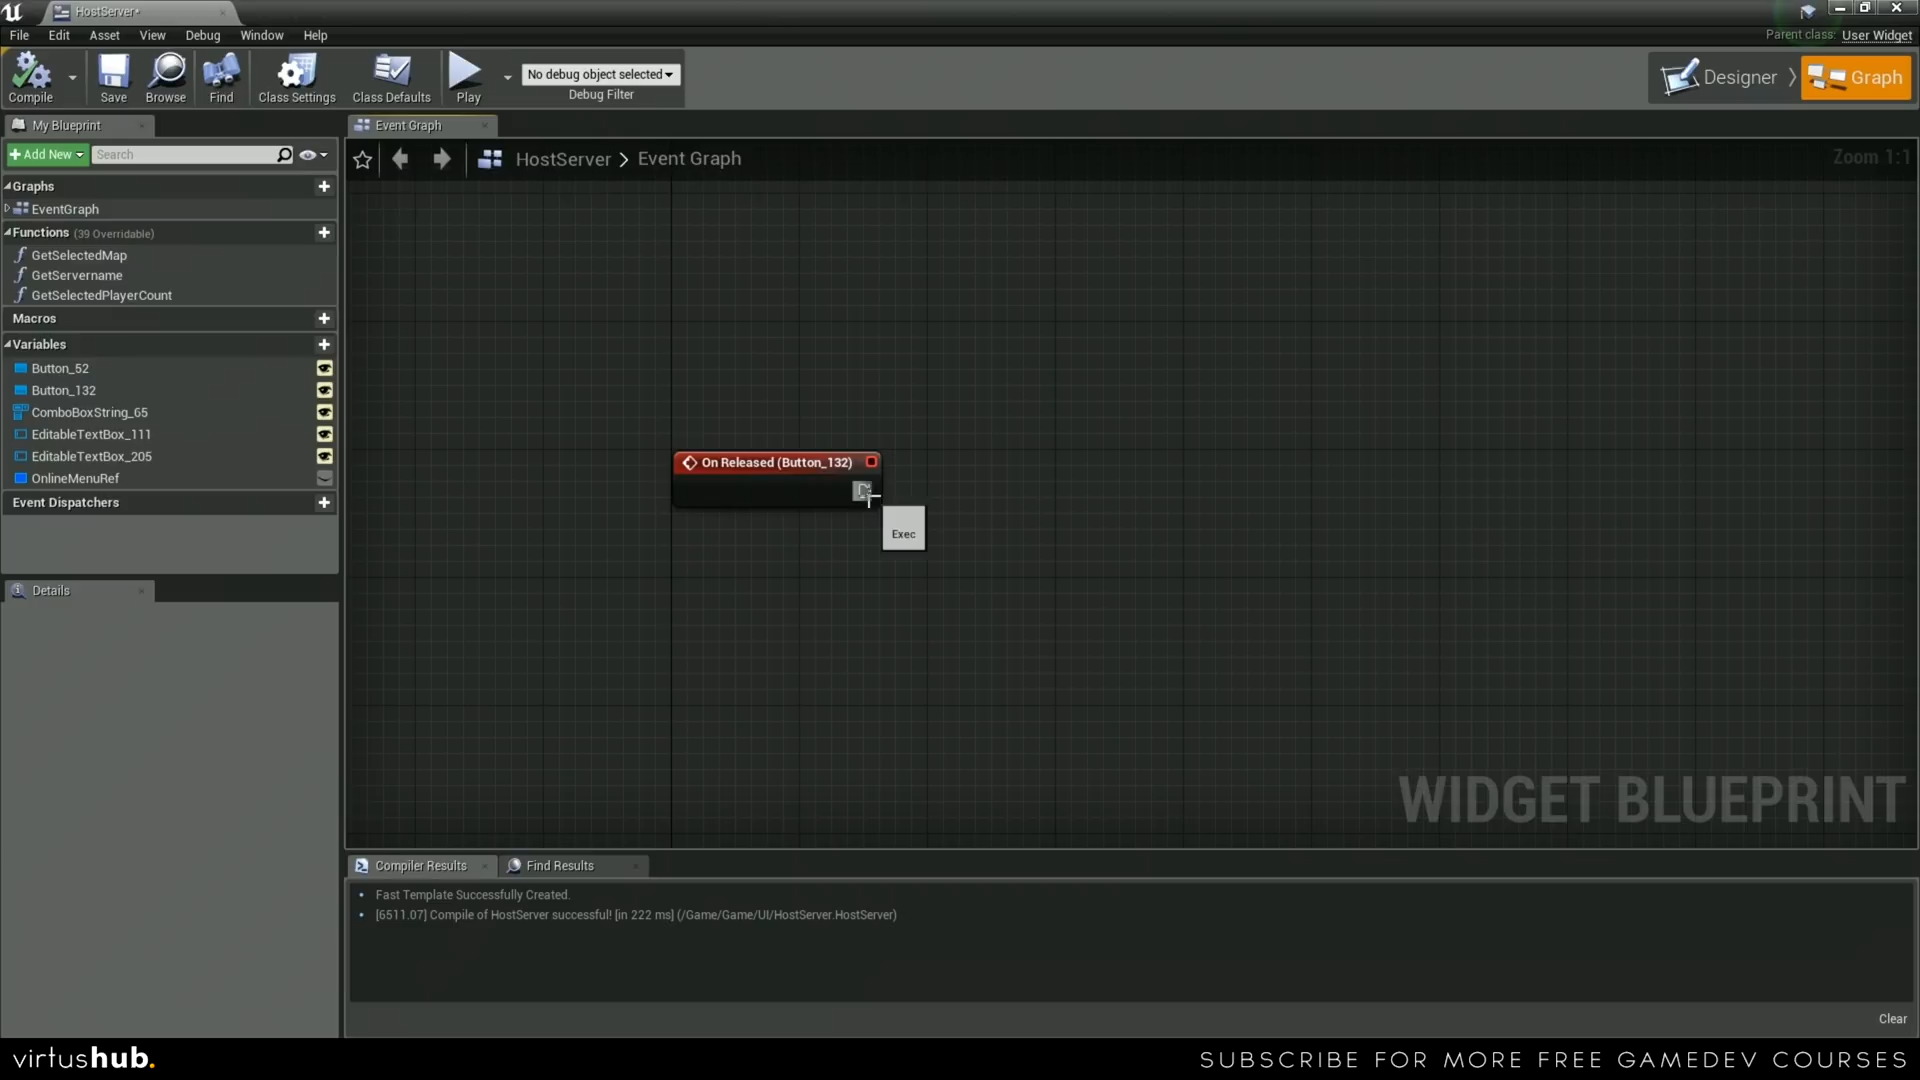 HostServer*
File Edit Asset View Debug Window Help
Parent class: User Widget
Compile Save Browse Find Class Settings Class Defaults Play
No debug object selected
Debug Filter
Designer Graph
My Blueprint
Event Graph
Add New Search
HostServer > Event Graph
Zoom 1:1
Graphs
EventGraph
Functions (39 Overridable)
GetSelectedMap
GetServername
GetSelectedPlayerCount
Macros
Variables
Button_52
Button_132
ComboBoxString_65
EditableTextBox_111
EditableTextBox_205
OnlineMenuRef
Event Dispatchers
On Released (Button_132)
Exec
Details
WIDGET BLUEPRINT
Compiler Results Find Results
Fast Template Successfully Created.
[6511.07] Compile of HostServer successful! [in 222 ms] (/Game/Game/UI/HostServer.HostServer)
Clear
virtushub.
SUBSCRIBE FOR MORE FREE GAMEDEV COURSES